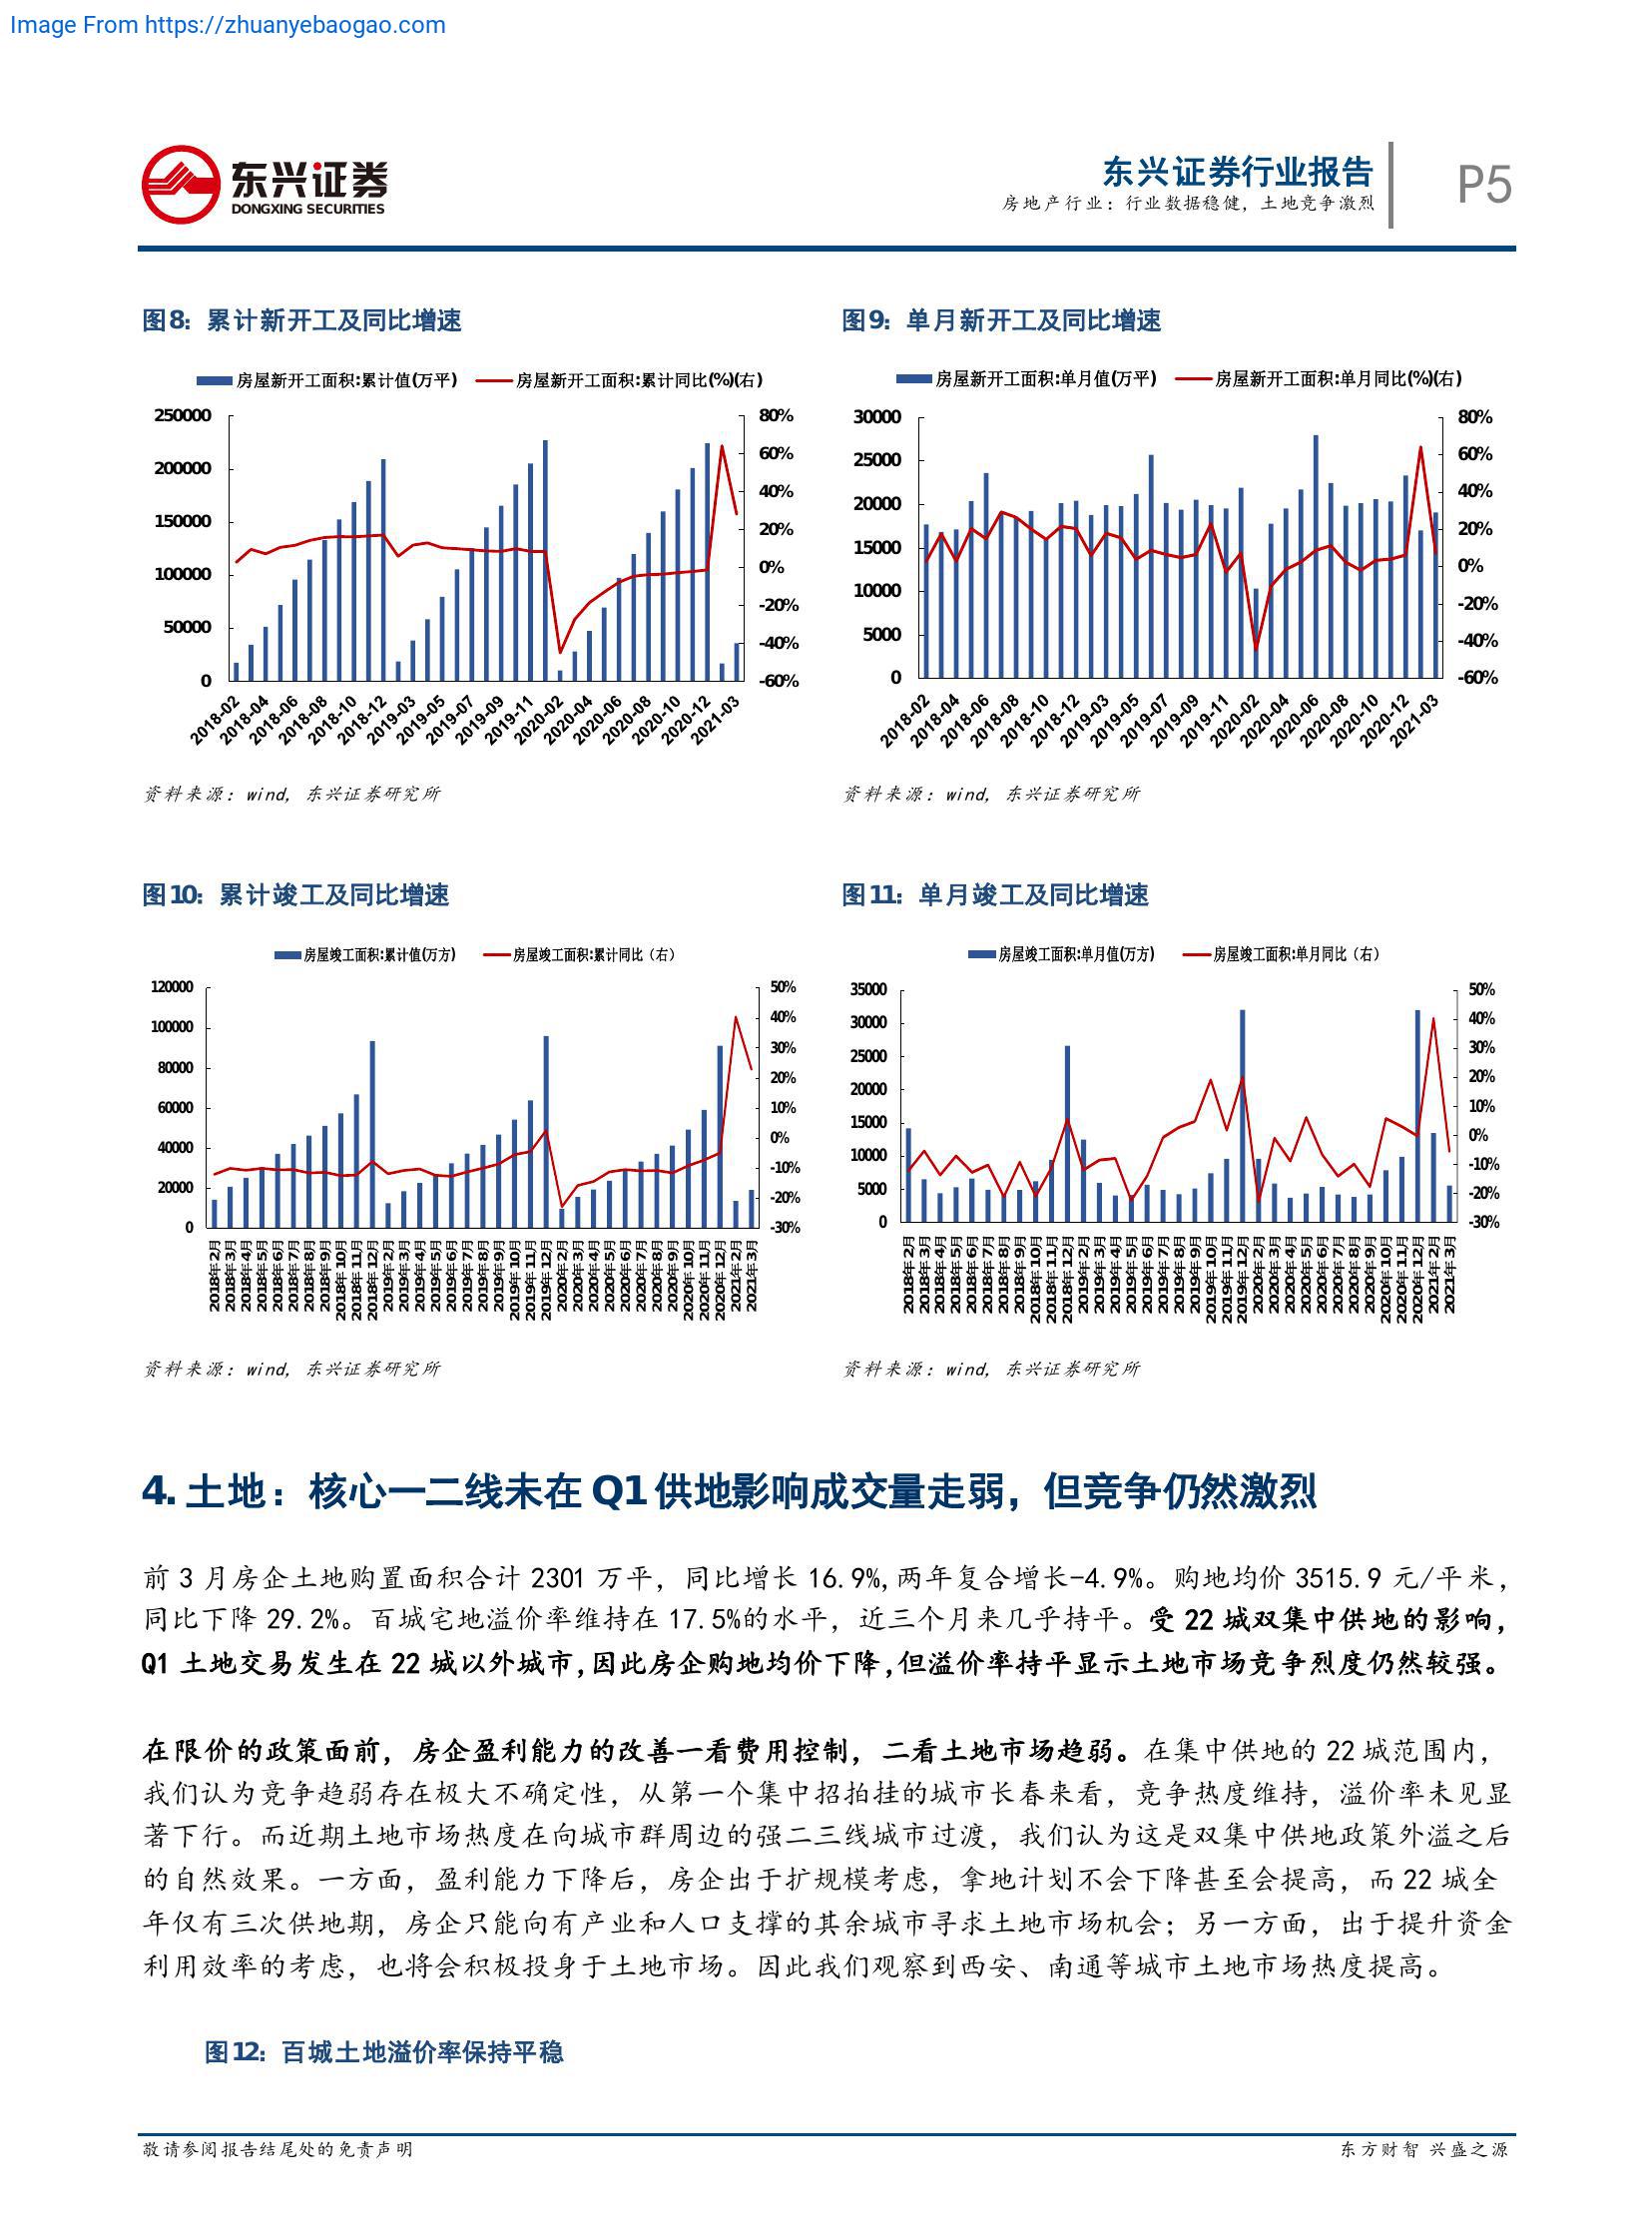 Image From https://zhuanyebaogao.com
东兴证券
DONGXING SECURITIES
东兴证券行业报告
房地产行业：行业数据稳健，土地竞争激烈
P5
图8：累计新开工及同比增速
房屋新开工面积:累计值(万平) 房屋新开工面积:累计同比(%)(右)
250000 80%
200000 60%
150000 40%
100000 20%
50000 0%
0 -20%
-40%
-60%
2018-02 2018-04 2018-06 2018-08 2018-10 2018-12 2019-03 2019-05 2019-07 2019-09 2019-11 2020-02 2020-04 2020-06 2020-08 2020-10 2020-12 2021-03
资料来源：wind，东兴证券研究所
图9：单月新开工及同比增速
房屋新开工面积:单月值(万平) 房屋新开工面积:单月同比(%)(右)
30000 80%
25000 60%
20000 40%
15000 20%
10000 0%
5000 -20%
0 -40%
-60%
2018-02 2018-04 2018-06 2018-08 2018-10 2018-12 2019-03 2019-05 2019-07 2019-09 2019-11 2020-02 2020-04 2020-06 2020-08 2020-10 2020-12 2021-03
资料来源：wind，东兴证券研究所
图10：累计竣工及同比增速
房屋竣工面积:累计值(万方) 房屋竣工面积:累计同比（右）
120000 50%
100000 40%
80000 30%
60000 20%
40000 10%
20000 0%
0 -10%
-20%
-30%
2018年2月 2018年3月 2018年4月 2018年5月 2018年6月 2018年7月 2018年8月 2018年9月 2018年10月 2018年11月 2018年12月 2019年2月 2019年3月 2019年4月 2019年5月 2019年6月 2019年7月 2019年8月 2019年9月 2019年10月 2019年11月 2019年12月 2020年2月 2020年3月 2020年4月 2020年5月 2020年6月 2020年7月 2020年8月 2020年9月 2020年10月 2020年11月 2020年12月 2021年2月 2021年3月
资料来源：wind，东兴证券研究所
图11：单月竣工及同比增速
房屋竣工面积:单月值(万方) 房屋竣工面积:单月同比（右）
35000 50%
30000 40%
25000 30%
20000 20%
15000 10%
10000 0%
5000 -10%
0 -20%
-30%
2018年2月 2018年3月 2018年4月 2018年5月 2018年6月 2018年7月 2018年8月 2018年9月 2018年10月 2018年11月 2018年12月 2019年2月 2019年3月 2019年4月 2019年5月 2019年6月 2019年7月 2019年8月 2019年9月 2019年10月 2019年11月 2019年12月 2020年2月 2020年3月 2020年4月 2020年5月 2020年6月 2020年7月 2020年8月 2020年9月 2020年10月 2020年11月 2020年12月 2021年2月 2021年3月
资料来源：wind，东兴证券研究所
4. 土地：核心一二线未在 Q1 供地影响成交量走弱，但竞争仍然激烈
前 3 月房企土地购置面积合计 2301 万平，同比增长 16.9%,两年复合增长-4.9%。购地均价 3515.9 元/平米，
同比下降 29.2%。百城宅地溢价率维持在 17.5%的水平，近三个月来几乎持平。受 22 城双集中供地的影响，
Q1 土地交易发生在 22 城以外城市,因此房企购地均价下降,但溢价率持平显示土地市场竞争烈度仍然较强。
在限价的政策面前，房企盈利能力的改善一看费用控制，二看土地市场趋弱。在集中供地的 22 城范围内，
我们认为竞争趋弱存在极大不确定性，从第一个集中招拍挂的城市长春来看，竞争热度维持，溢价率未见显
著下行。而近期土地市场热度在向城市群周边的强二三线城市过渡，我们认为这是双集中供地政策外溢之后
的自然效果。一方面，盈利能力下降后，房企出于扩规模考虑，拿地计划不会下降甚至会提高，而 22 城全
年仅有三次供地期，房企只能向有产业和人口支撑的其余城市寻求土地市场机会；另一方面，出于提升资金
利用效率的考虑，也将会积极投身于土地市场。因此我们观察到西安、南通等城市土地市场热度提高。
图12：百城土地溢价率保持平稳
敬请参阅报告结尾处的免责声明
东方财智 兴盛之源